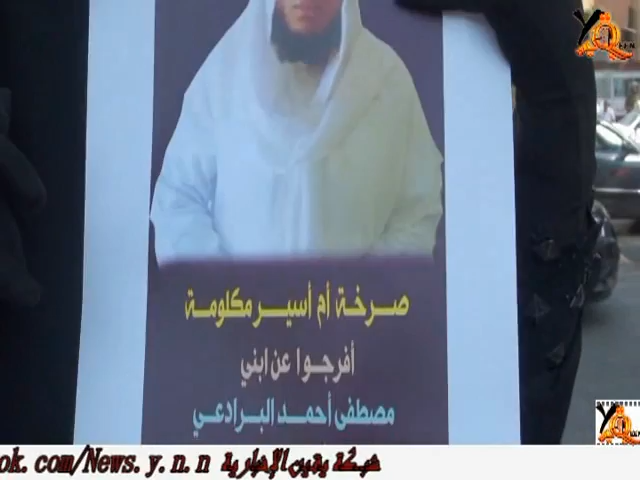 صرخة أم أسير مكلومة
أفرجوا عن ابني
مصطفى أحمد البرادعي
ok.com/News.y.n.n شبكة يقين الإخبارية